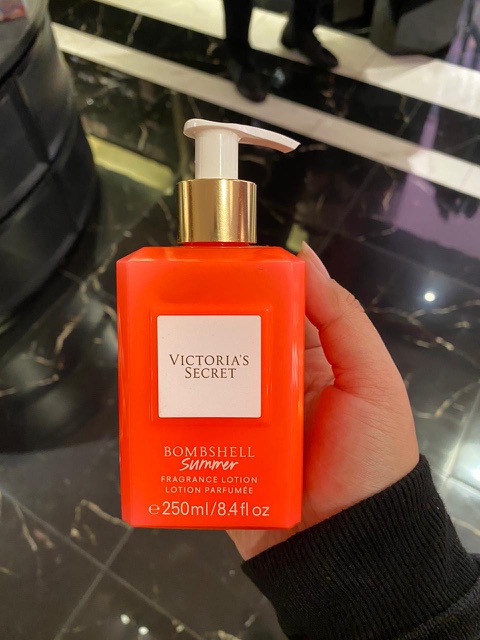 VICTORIA'S
SECRET
BOMBSHELL
Summer
FRAGRANCE LOTION
LOTION PARFUMÉE
℮250ml/8.4fl oz